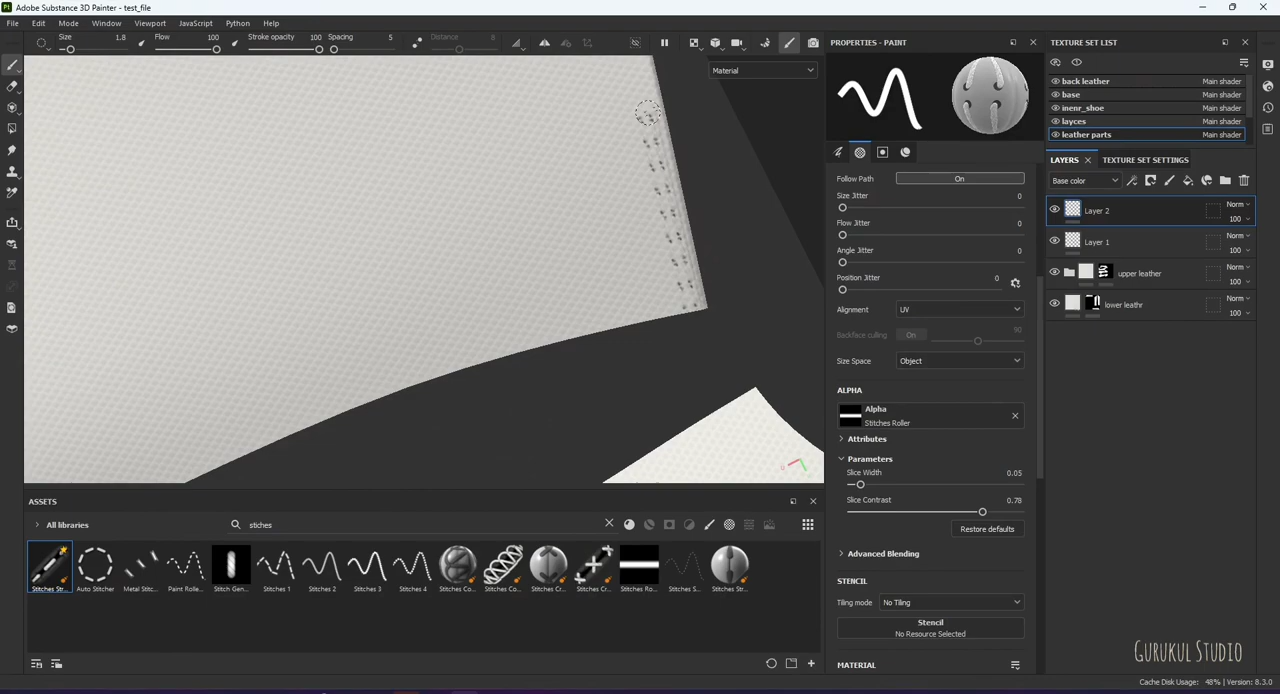 Adobe Substance 3D Painter - test_file
File Edit Mode Window Viewport JavaScript Python Help
Size 1.8 Flow 100 Stroke opacity 100 Spacing 5 Distance 8
Material
PROPERTIES - PAINT
Follow Path On
Size Jitter 0
Flow Jitter 0
Angle Jitter 0
Position Jitter 0
Alignment UV
Backface culling On 90
Size Space Object
ALPHA
Alpha
Stitches Roller
Attributes
Parameters
Slice Width 0.05
Slice Contrast 0.78
Restore defaults
Advanced Blending
STENCIL
Tiling mode No Tiling
Stencil
No Resource Selected
MATERIAL
TEXTURE SET LIST
back leather Main shader
base Main shader
inenr_shoe Main shader
layces Main shader
leather parts Main shader
LAYERS TEXTURE SET SETTINGS
Base color
Layer 2 Norm 100
Layer 1 Norm 100
upper leather Norm 100
lower leathr Norm 100
ASSETS
All libraries stiches
Stitches Str... Auto Stitcher Metal Stitc... Paint Rolle... Stitch Gen... Stitches 1 Stitches 2 Stitches 3 Stitches 4 Stitches Co... Stitches Co... Stitches Cr... Stitches Cr... Stitches Ro... Stitches S... Stitches Str...
GURUKUL STUDIO
Cache Disk Usage: 48% | Version: 8.3.0